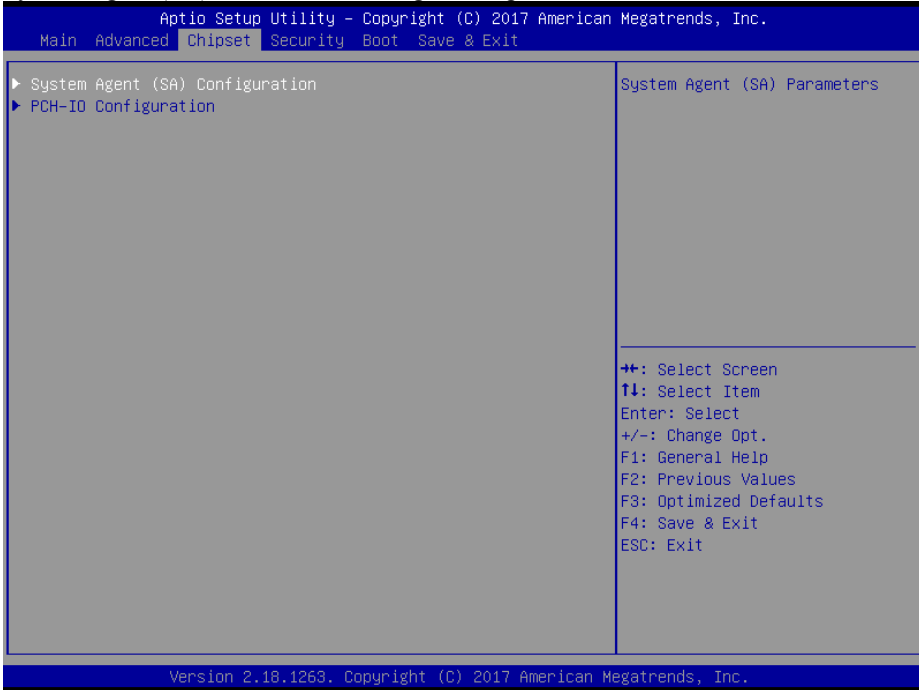 Aptio Setup Utility – Copyright (C) 2017 American Megatrends, Inc.
Main Advanced Chipset Security Boot Save & Exit
▶ System Agent (SA) Configuration
▶ PCH-IO Configuration
System Agent (SA) Parameters
→←: Select Screen
↑↓: Select Item
Enter: Select
+/-: Change Opt.
F1: General Help
F2: Previous Values
F3: Optimized Defaults
F4: Save & Exit
ESC: Exit
Version 2.18.1263. Copyright (C) 2017 American Megatrends, Inc.